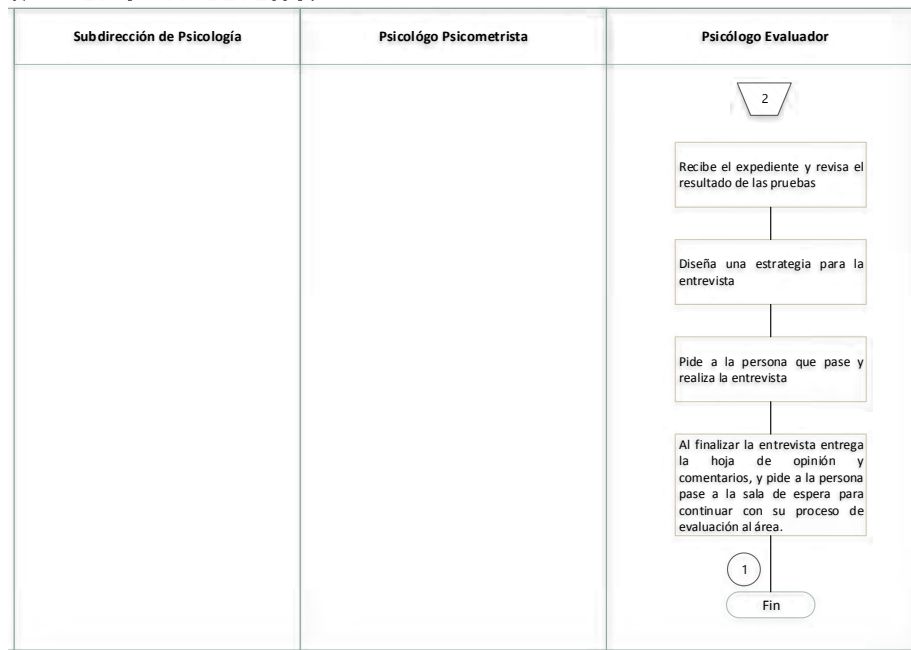 Subdirección de Psicología
Psicológo Psicometrista
Psicólogo Evaluador
2
Recibe el expediente y revisa el
resultado de las pruebas
Diseña una estrategia para la
entrevista
Pide a la persona que pase y
realiza la entrevista
Al finalizar la entrevista entrega
la hoja de opinión y
comentarios, y pide a la persona
pase a la sala de espera para
continuar con su proceso de
evaluación al área.
1
Fin